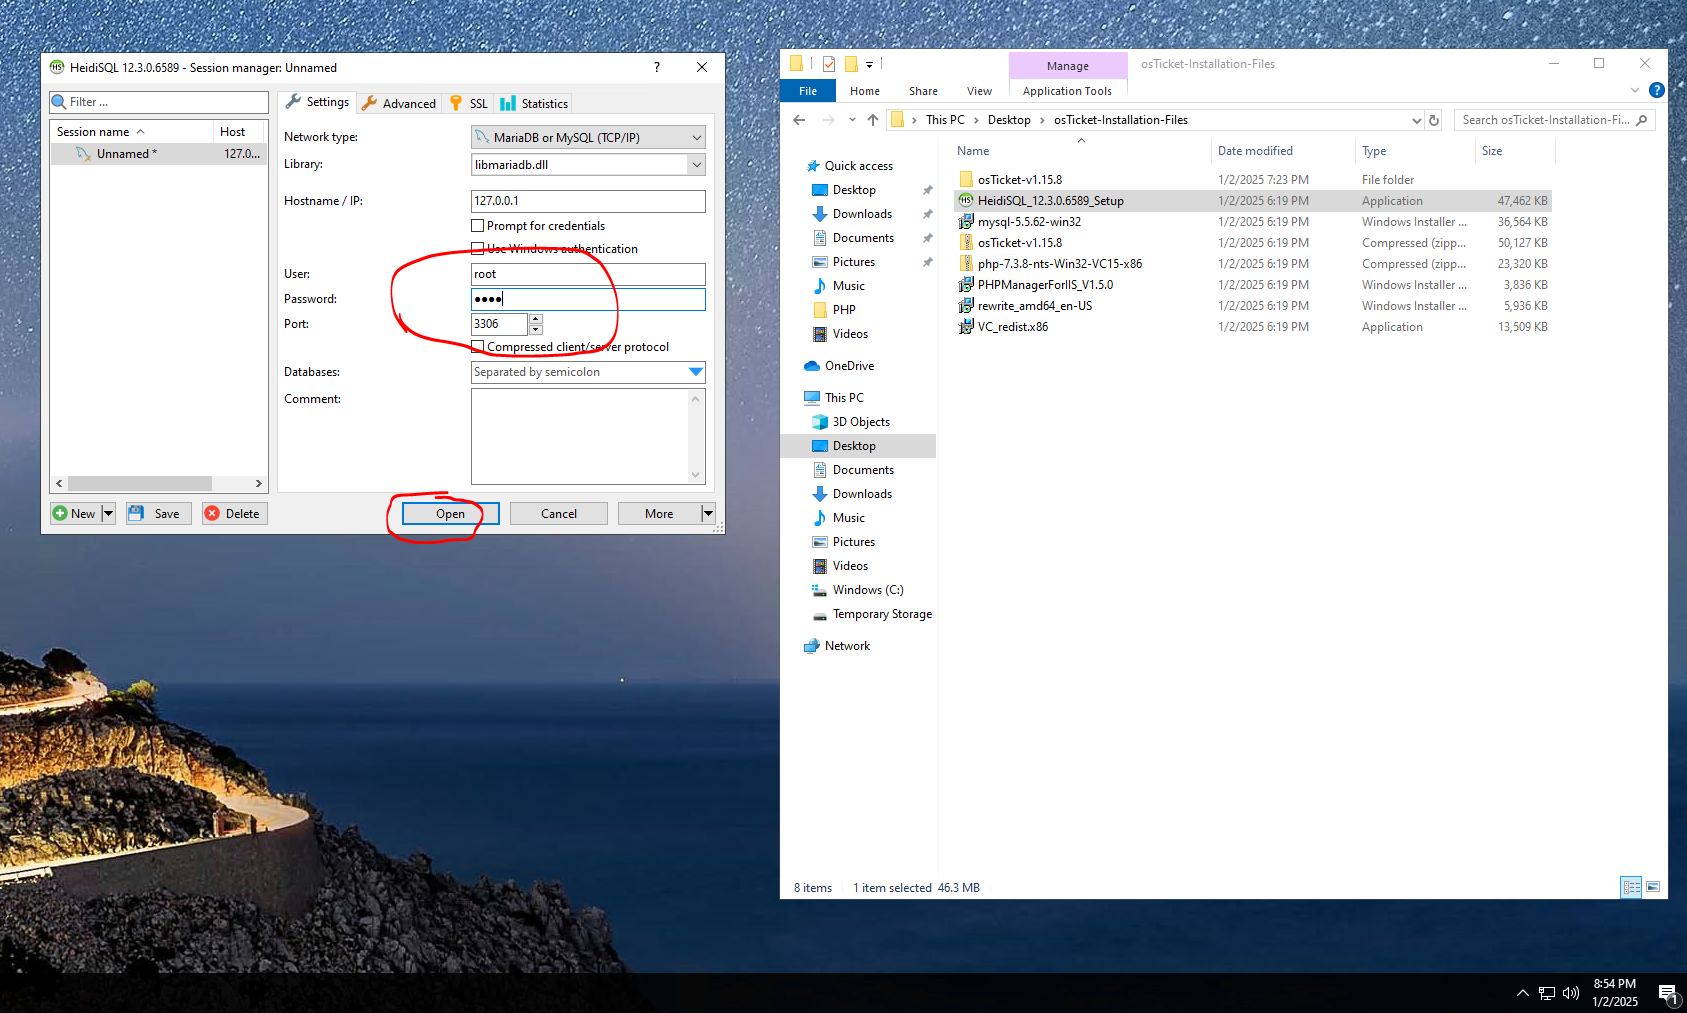 HeidiSQL 12.3.0.6589 - Session manager: Unnamed
?
Filter ...
Session name
Host
Unnamed *
127.0...
Settings
Advanced
SSL
Statistics
Network type:
MariaDB or MySQL (TCP/IP)
Library:
libmariadb.dll
Hostname / IP:
127.0.0.1
Prompt for credentials
Use Windows authentication
User:
root
Password:
●●●●
Port:
3306
Compressed client/server protocol
Databases:
Separated by semicolon
Comment:
New
Save
Delete
Open
Cancel
More
Manage
osTicket-Installation-Files
File
Home
Share
View
Application Tools
?
This PC
Desktop
osTicket-Installation-Files
Search osTicket-Installation-Fi...
Quick access
Desktop
Downloads
Documents
Pictures
Music
PHP
Videos
OneDrive
This PC
3D Objects
Desktop
Documents
Downloads
Music
Pictures
Videos
Windows (C:)
Temporary Storage
Network
Name
Date modified
Type
Size
osTicket-v1.15.8 1/2/2025 7:23 PM File folder
HeidiSQL_12.3.0.6589_Setup 1/2/2025 6:19 PM Application 47,462 KB
mysql-5.5.62-win32 1/2/2025 6:19 PM Windows Installer ... 36,564 KB
osTicket-v1.15.8 1/2/2025 6:19 PM Compressed (zipp... 50,127 KB
php-7.3.8-nts-Win32-VC15-x86 1/2/2025 6:19 PM Compressed (zipp... 23,320 KB
PHPManagerForIIS_V1.5.0 1/2/2025 6:19 PM Windows Installer ... 3,836 KB
rewrite_amd64_en-US 1/2/2025 6:19 PM Windows Installer ... 5,936 KB
VC_redist.x86 1/2/2025 6:19 PM Application 13,509 KB
8 items
1 item selected 46.3 MB
8:54 PM
1/2/2025
1